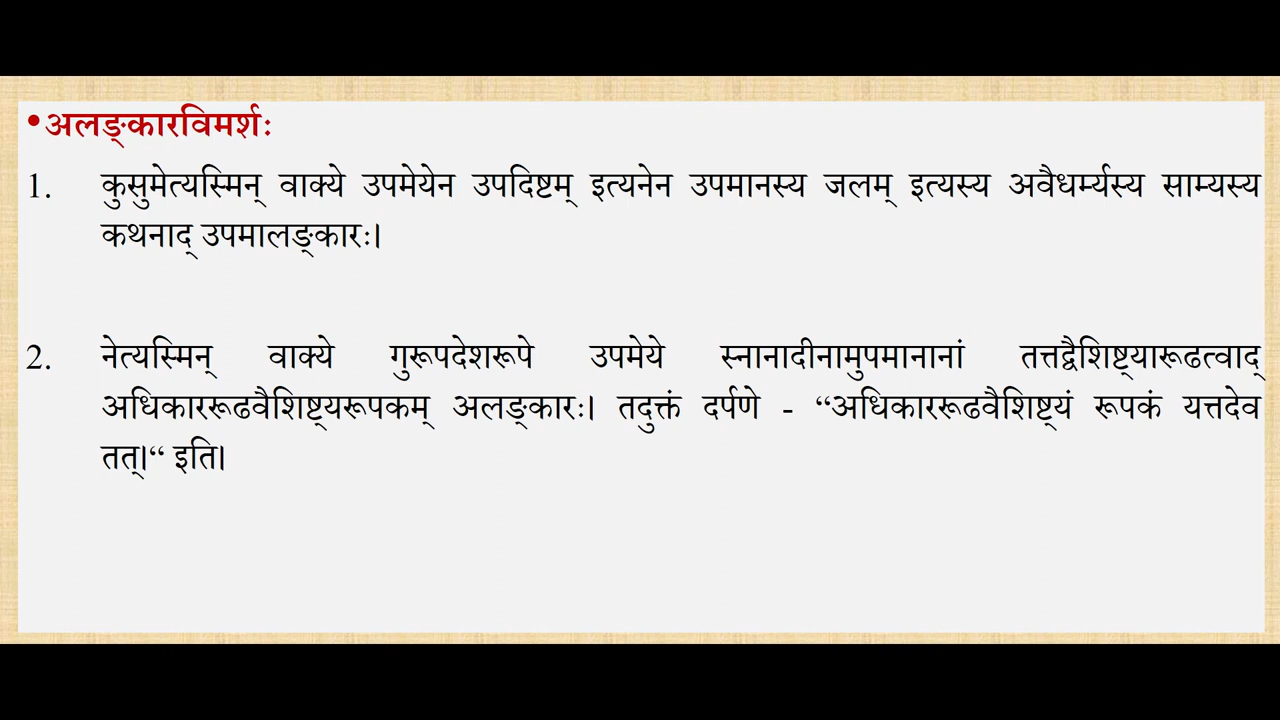 •अलङ्कारविमर्शः
1. कुसुमेत्यस्मिन् वाक्ये उपमेयेन उपदिष्टम् इत्यनेन उपमानस्य जलम् इत्यस्य अवैधर्म्यस्य साम्यस्य
कथनाद् उपमालङ्कारः।
2. नेत्यस्मिन् वाक्ये गुरूपदेशरूपे उपमेये स्नानादीनामुपमानानां तत्तद्वैशिष्ट्यारूढत्वाद्
अधिकाररूढवैशिष्ट्यरूपकम् अलङ्कारः। तदुक्तं दर्पणे - “अधिकाररूढवैशिष्ट्यं रूपकं यत्तदेव
तत्।“ इति।